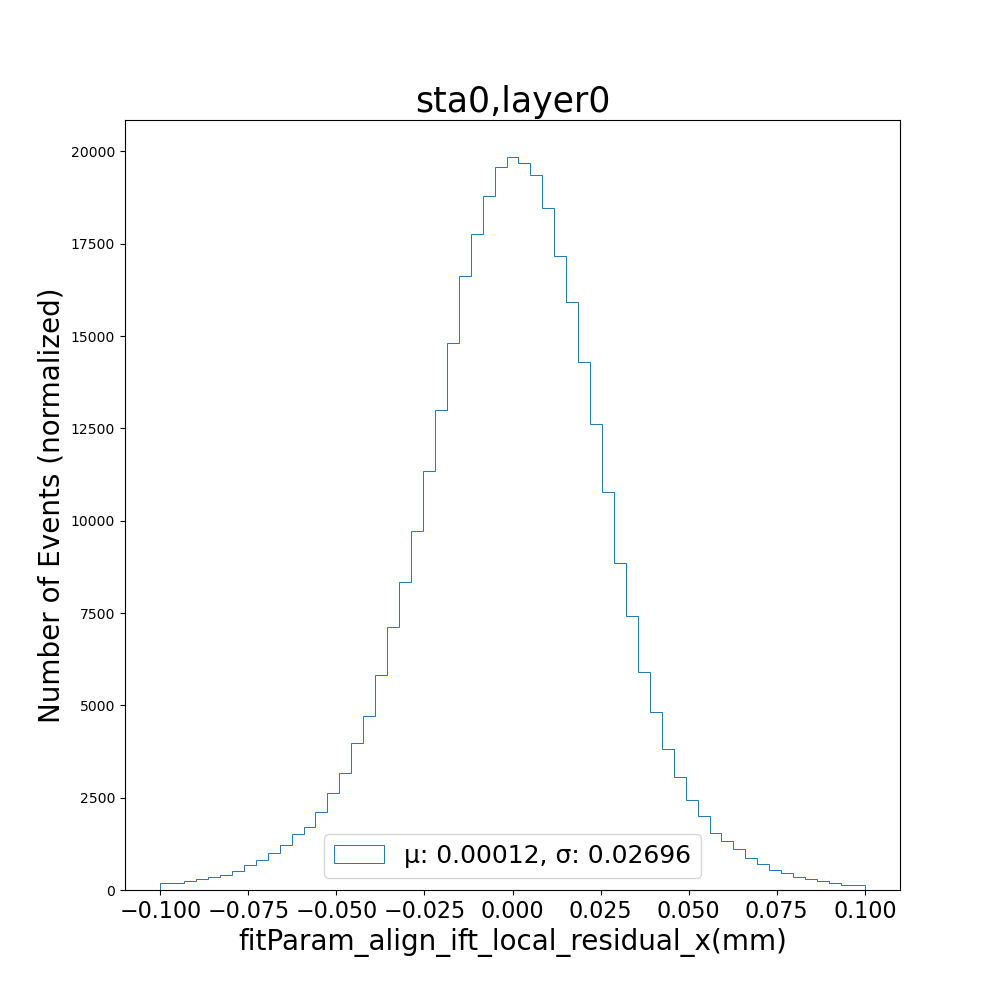 sta0,layer0
Number of Events (normalized)
20000
17500
15000
12500
10000
7500
5000
2500
0
μ: 0.00012, σ: 0.02696
−0.100 −0.075 −0.050 −0.025 0.000 0.025 0.050 0.075 0.100
fitParam_align_ift_local_residual_x(mm)